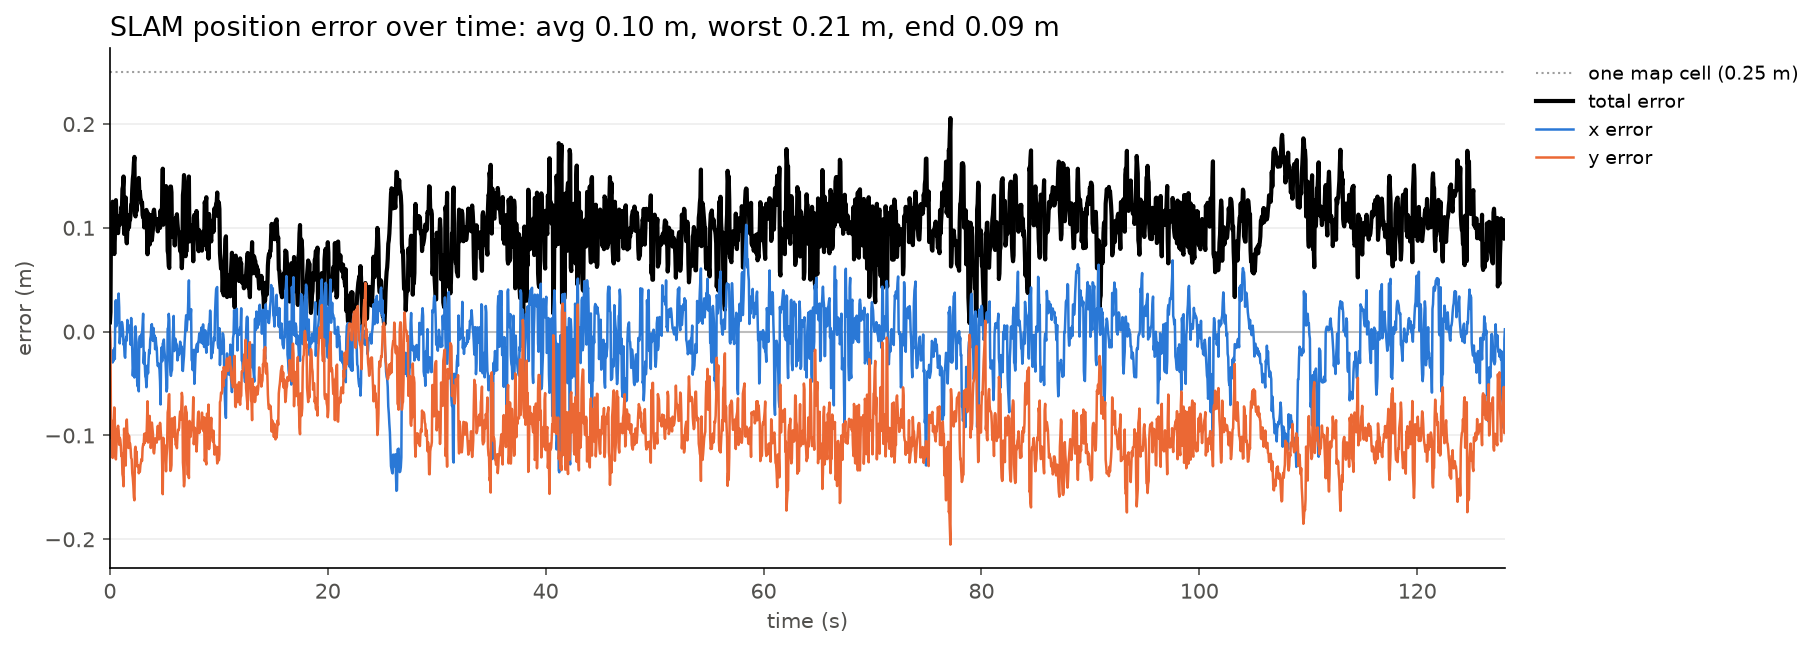 SLAM position error over time: avg 0.10 m, worst 0.21 m, end 0.09 m
one map cell (0.25 m)
total error
x error
y error
error (m)
0.2
0.1
0.0
−0.1
−0.2
0 20 40 60 80 100 120
time (s)